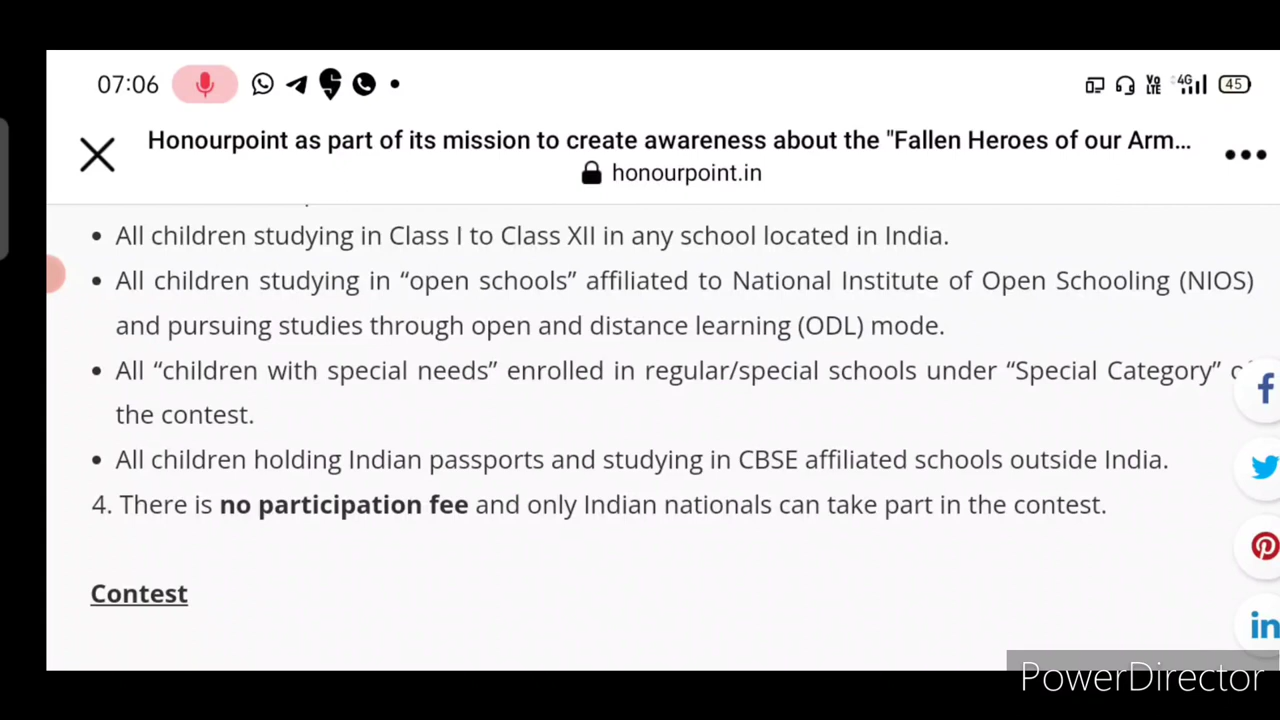 07:06 VoLTE 4G 45
Honourpoint as part of its mission to create awareness about the "Fallen Heroes of our Arm...
honourpoint.in
• All children studying in Class I to Class XII in any school located in India.
• All children studying in “open schools” affiliated to National Institute of Open Schooling (NIOS)
and pursuing studies through open and distance learning (ODL) mode.
• All “children with special needs” enrolled in regular/special schools under “Special Category”
the contest.
• All children holding Indian passports and studying in CBSE affiliated schools outside India.
4. There is no participation fee and only Indian nationals can take part in the contest.
Contest
PowerDirector